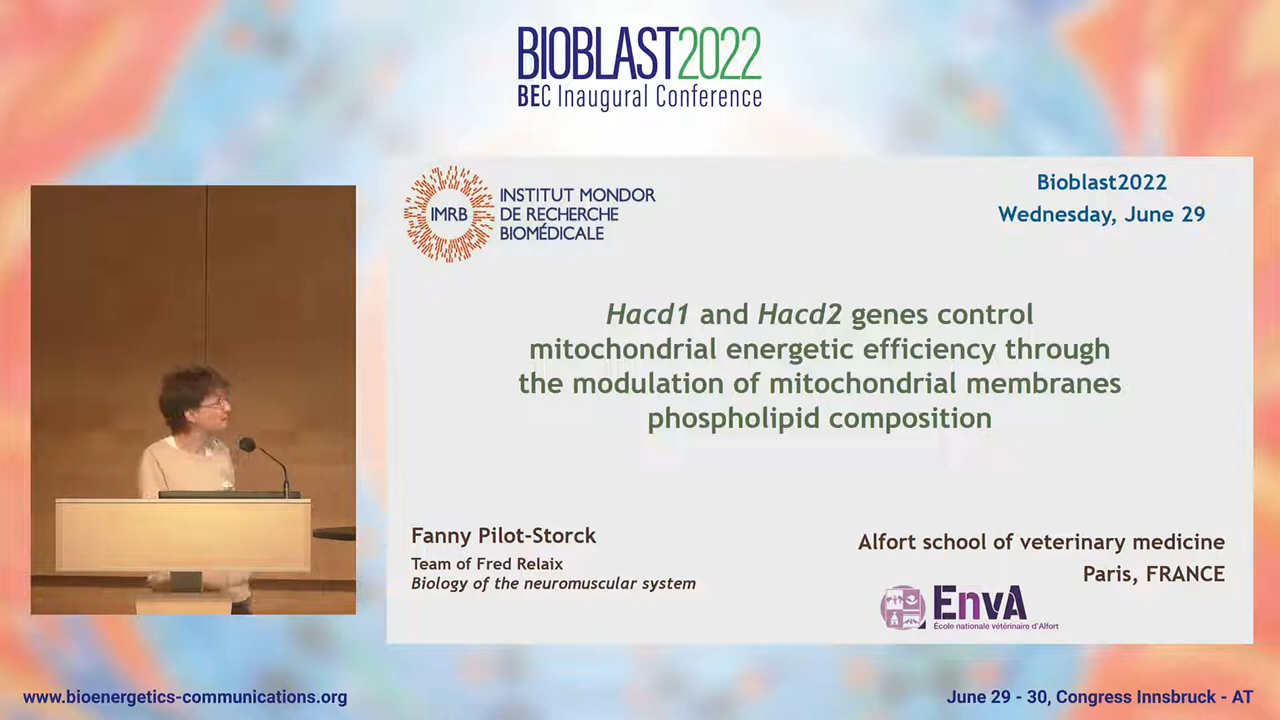 BIOBLAST2022
BEC Inaugural Conference
IMRB
INSTITUT MONDOR
DE RECHERCHE
BIOMÉDICALE
Bioblast2022
Wednesday, June 29
Hacd1 and Hacd2 genes control
mitochondrial energetic efficiency through
the modulation of mitochondrial membranes
phospholipid composition
Fanny Pilot-Storck
Team of Fred Relaix
Biology of the neuromuscular system
Alfort school of veterinary medicine
Paris, FRANCE
EnvA
École nationale vétérinaire d'Alfort
www.bioenergetics-communications.org
June 29 - 30, Congress Innsbruck - AT